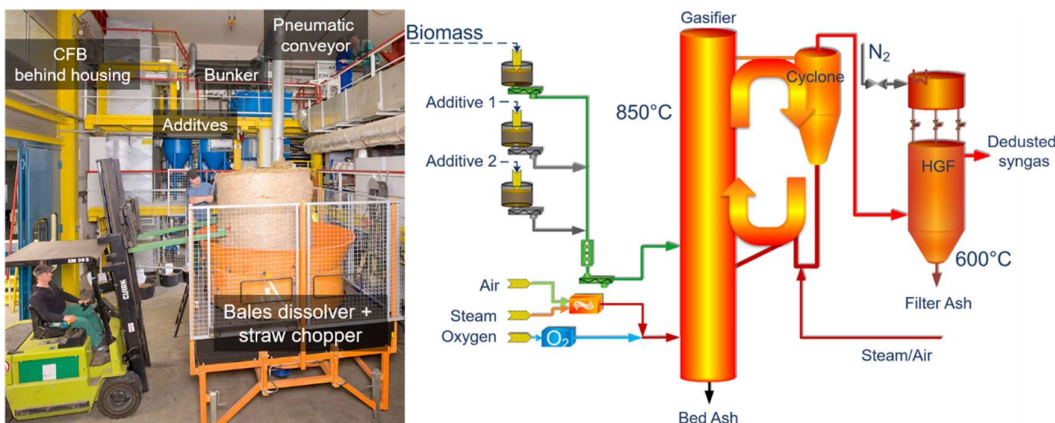 CFB
behind housing
Pneumatic
conveyor
Bunker
Additves
Bales dissolver +
straw chopper
CLARK
Biomass
Additive 1
Additive 2
Air
Steam
Oxygen
O₂
Gasifier
850°C
Cyclone
N₂
HGF
Dedusted
syngas
600°C
Filter Ash
Steam/Air
Bed Ash